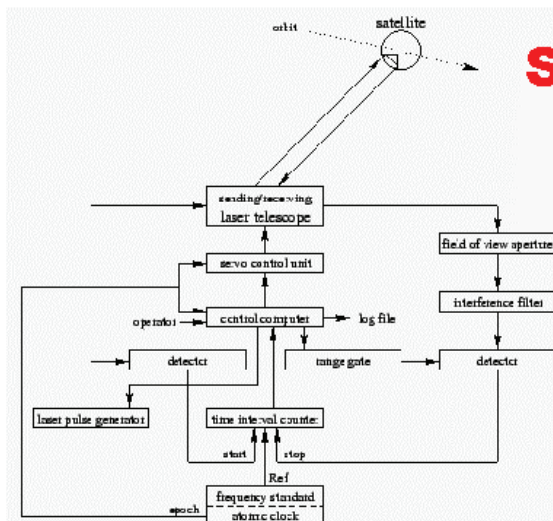 satellite
orbit
S
sending/receiving
laser telescope
field of view aperture
servo control unit
interference filter
operator
control computer
log file
detector
range gate
detector
laser pulse generator
time interval counter
start
stop
Ref
epoch
frequency standard
atomic clock